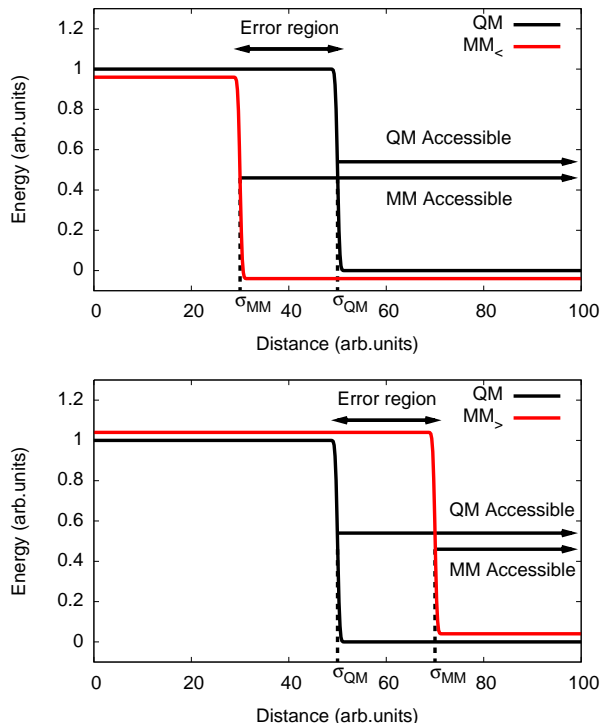 1.2
1
0.8
0.6
0.4
0.2
0
Energy (arb.units)
Error region
QM
MM<
QM Accessible
MM Accessible
0
20
40
60
80
100
σMM
σQM
Distance (arb.units)
1.2
1
0.8
0.6
0.4
0.2
0
Energy (arb.units)
Error region
QM
MM>
QM Accessible
MM Accessible
0
20
40
60
80
100
σQM
σMM
Distance (arb.units)